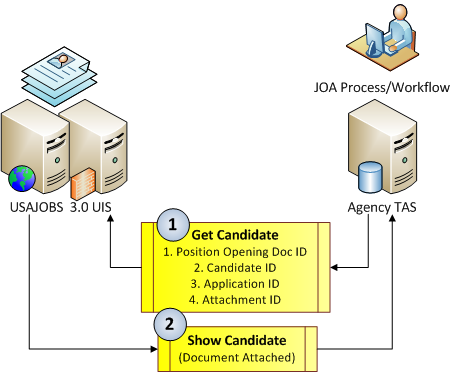 JOA Process/Workflow
USAJOBS 3.0 UIS
Agency TAS
1
Get Candidate
1. Position Opening Doc ID
2. Candidate ID
3. Application ID
4. Attachment ID
2
Show Candidate
(Document Attached)